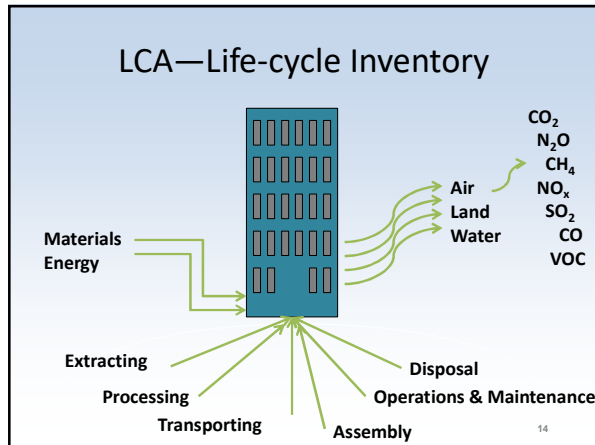 LCA—Life-cycle Inventory
CO₂
N₂O
CH₄
NOₓ
SO₂
CO
VOC
Air
Land
Water
Materials
Energy
Extracting
Processing
Transporting
Assembly
Operations & Maintenance
Disposal
14